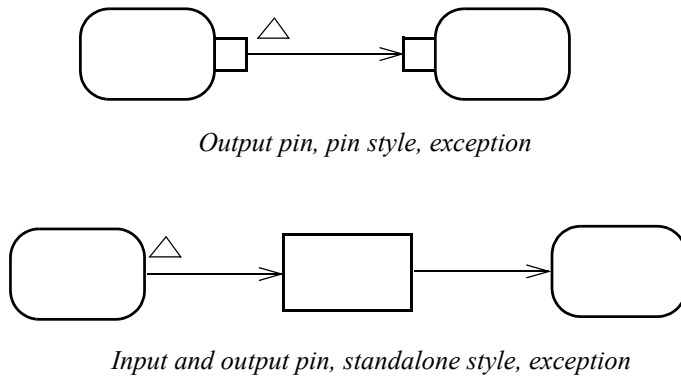 Output pin, pin style, exception
Input and output pin, standalone style, exception